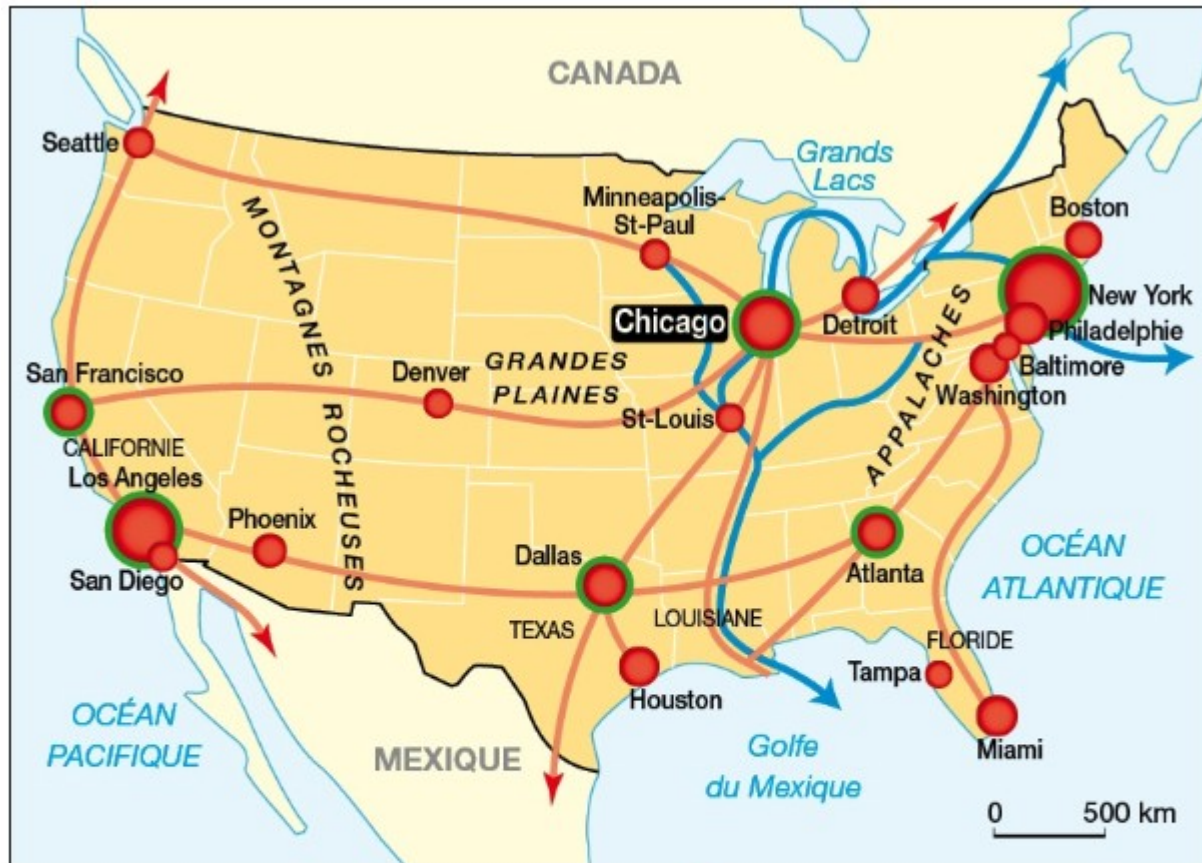 CANADA
Seattle
Grands
Lacs
Minneapolis-
St-Paul
Boston
MONTAGNES ROCHEUSES
Chicago
Detroit
New York
Philadelphie
Baltimore
Washington
APPALACHES
San Francisco
Denver
GRANDES
PLAINES
St-Louis
CALIFORNIE
Los Angeles
Phoenix
San Diego
Dallas
Atlanta
OCÉAN
ATLANTIQUE
TEXAS
LOUISIANE
FLORIDE
Tampa
Houston
Miami
OCÉAN
PACIFIQUE
MEXIQUE
Golfe
du Mexique
0 500 km